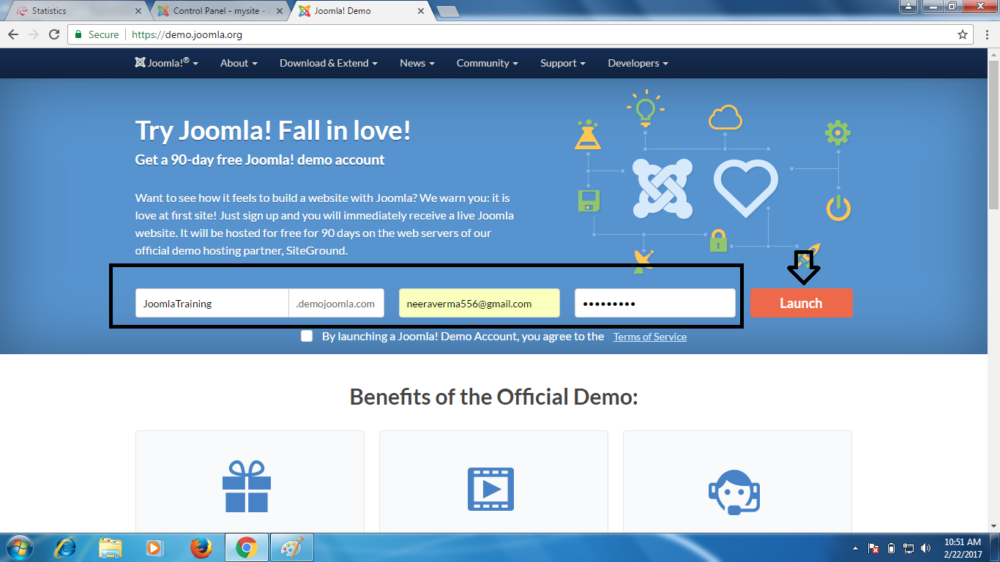 Statistics
Control Panel - mysite -
Joomla! Demo
Secure
https://demo.joomla.org
Joomla!®
About
Download & Extend
News
Community
Support
Developers
Try Joomla! Fall in love!
Get a 90-day free Joomla! demo account
Want to see how it feels to build a website with Joomla? We warn you: it is
love at first site! Just sign up and you will immediately receive a live Joomla
website. It will be hosted for free for 90 days on the web servers of our
official demo hosting partner, SiteGround.
JoomlaTraining
.demojoomla.com
neeraverma556@gmail.com
•••••••••
Launch
By launching a Joomla! Demo Account, you agree to the Terms of Service
Benefits of the Official Demo:
10:51 AM
2/22/2017